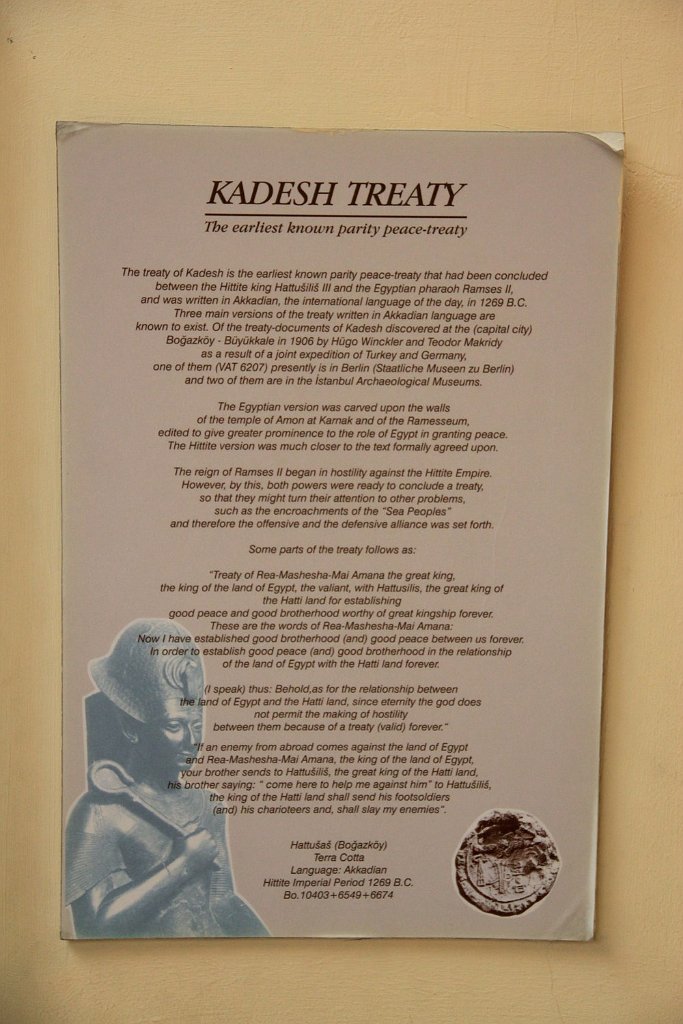 KADESH TREATY
The earliest known parity peace-treaty
The treaty of Kadesh is the earliest known parity peace-treaty that had been concluded
between the Hittite king Hattušiliš III and the Egyptian pharaoh Ramses II,
and was written in Akkadian, the international language of the day, in 1269 B.C.
Three main versions of the treaty written in Akkadian language are
known to exist. Of the treaty-documents of Kadesh discovered at the (capital city)
Boğazköy - Büyükkale in 1906 by Hügo Winckler and Teodor Makridy
as a result of a joint expedition of Turkey and Germany,
one of them (VAT 6207) presently is in Berlin (Staatliche Museen zu Berlin)
and two of them are in the İstanbul Archaeological Museums.
The Egyptian version was carved upon the walls
of the temple of Amon at Karnak and of the Ramesseum,
edited to give greater prominence to the role of Egypt in granting peace.
The Hittite version was much closer to the text formally agreed upon.
The reign of Ramses II began in hostility against the Hittite Empire.
However, by this, both powers were ready to conclude a treaty,
so that they might turn their attention to other problems,
such as the encroachments of the "Sea Peoples"
and therefore the offensive and the defensive alliance was set forth.
Some parts of the treaty follows as:
"Treaty of Rea-Mashesha-Mai Amana the great king,
the king of the land of Egypt, the valiant, with Hattusilis, the great king of
the Hatti land for establishing
good peace and good brotherhood worthy of great kingship forever.
These are the words of Rea-Mashesha-Mai Amana:
Now I have established good brotherhood (and) good peace between us forever.
In order to establish good peace (and) good brotherhood in the relationship
of the land of Egypt with the Hatti land forever.
(I speak) thus: Behold,as for the relationship between
the land of Egypt and the Hatti land, since eternity the god does
not permit the making of hostility
between them because of a treaty (valid) forever."
"If an enemy from abroad comes against the land of Egypt
and Rea-Mashesha-Mai Amana, the king of the land of Egypt,
your brother sends to Hattušiliš, the great king of the Hatti land,
his brother saying: " come here to help me against him" to Hattušiliš,
the king of the Hatti land shall send his footsoldiers
(and) his charioteers and, shall slay my enemies".
Hattušaš (Boğazköy)
Terra Cotta
Language: Akkadian
Hittite Imperial Period 1269 B.C.
Bo.10403+6549+6674